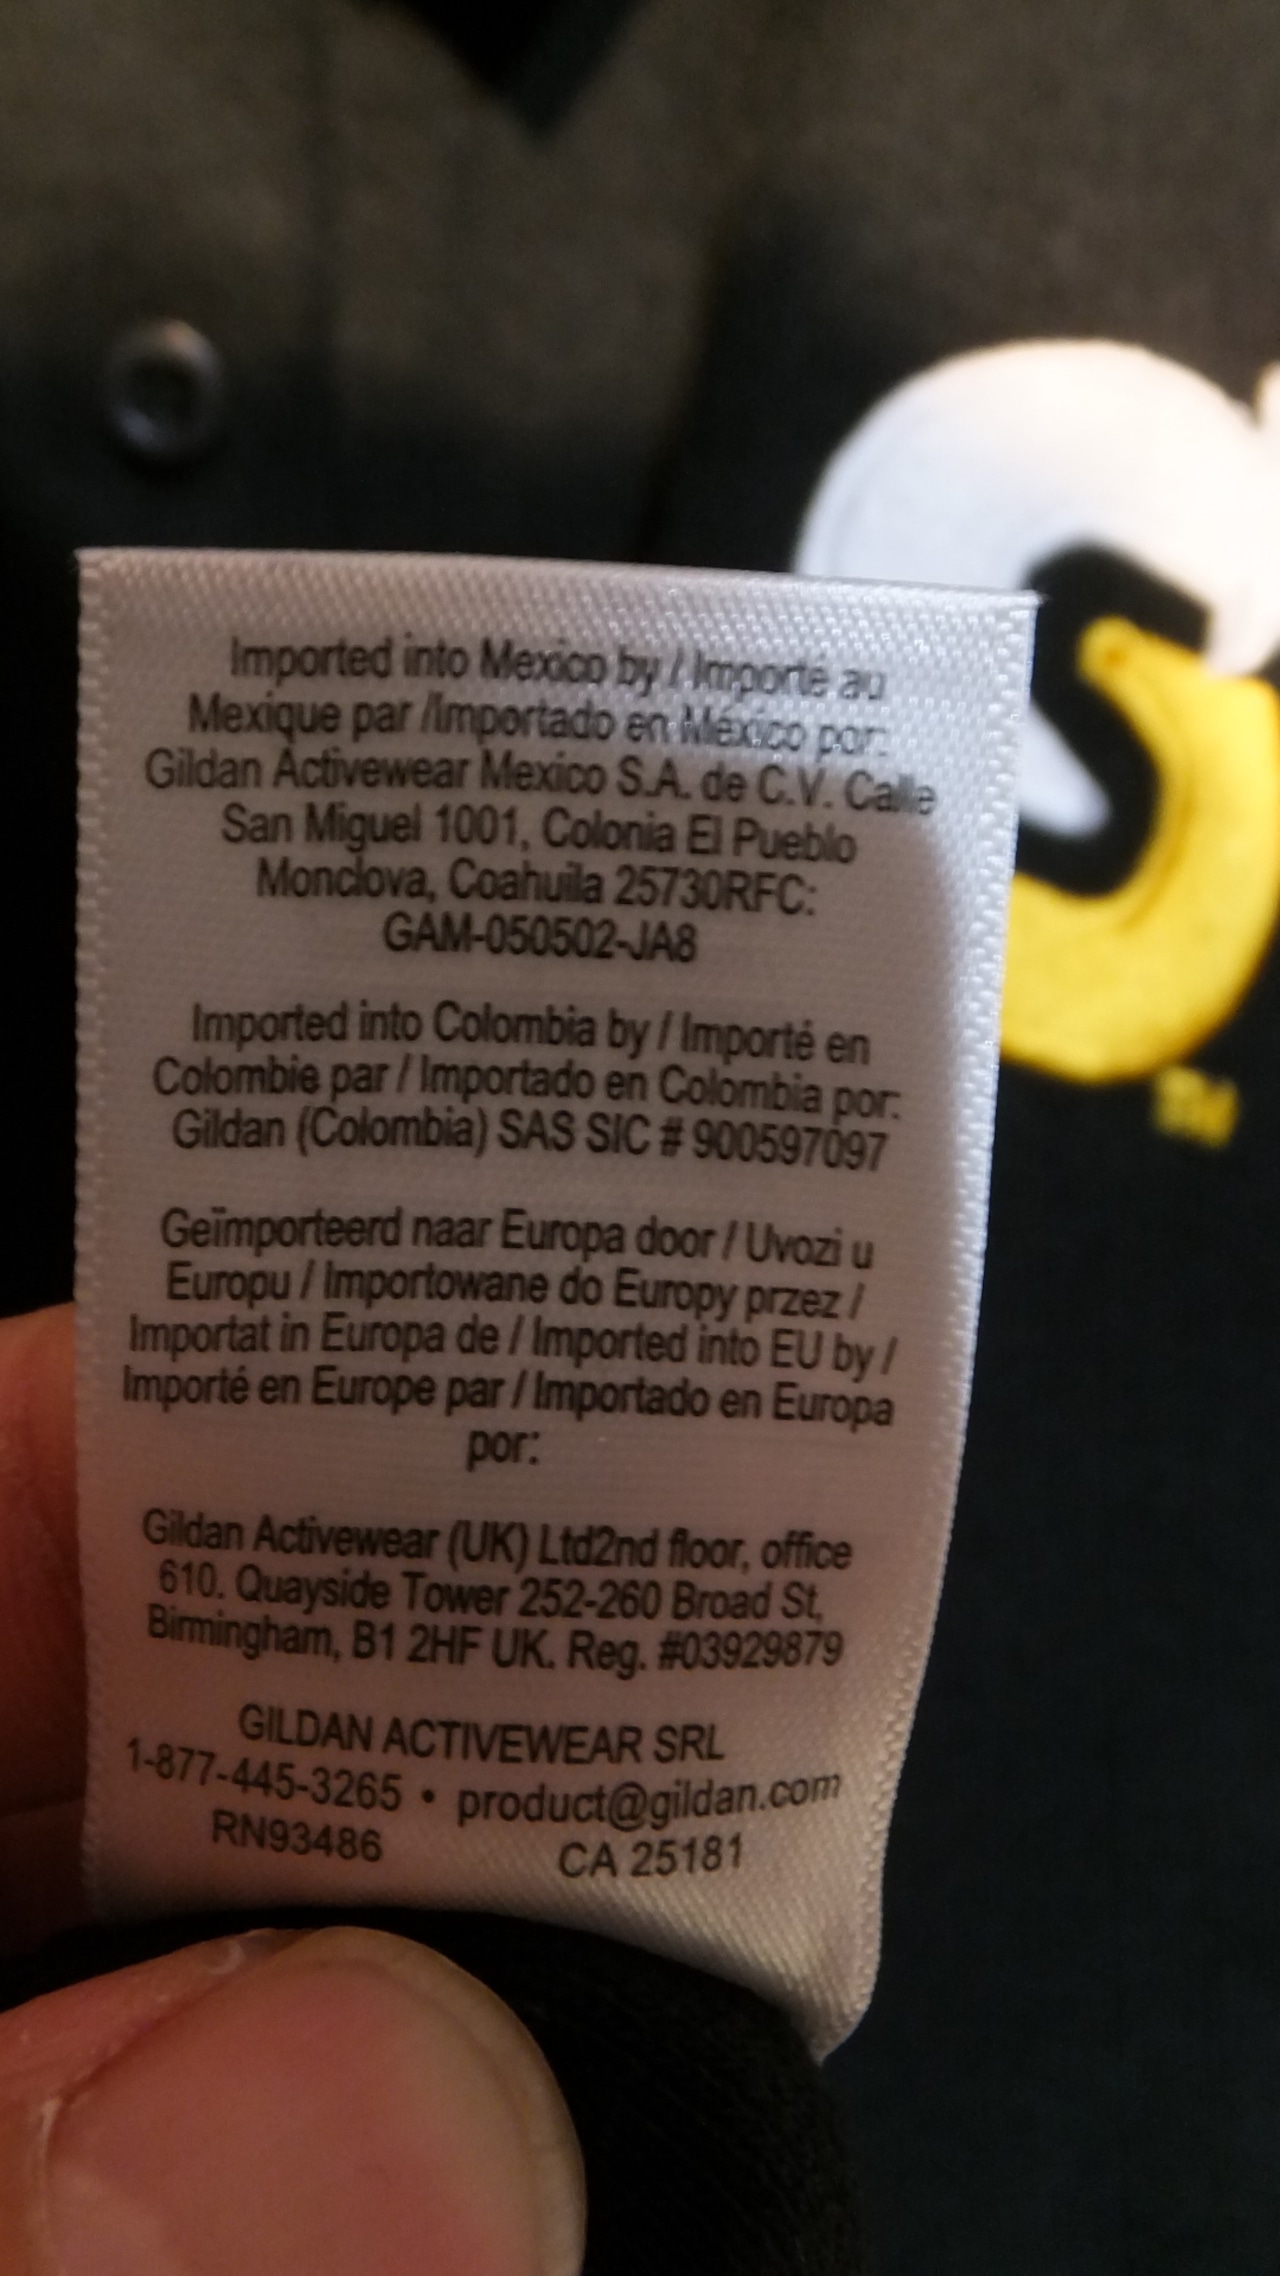 Imported into Mexico by / Importé au
Mexique par /Importado en México por:
Gildan Activewear Mexico S.A. de C.V. Calle
San Miguel 1001, Colonia El Pueblo
Monclova, Coahuila 25730RFC:
GAM-050502-JA8
Imported into Colombia by / Importé en
Colombie par / Importado en Colombia por:
Gildan (Colombia) SAS SIC # 900597097
Geïmporteerd naar Europa door / Uvozi u
Europu / Importowane do Europy przez /
Importat in Europa de / Imported into EU by /
Importé en Europe par / Importado en Europa
por:
Gildan Activewear (UK) Ltd2nd floor, office
610. Quayside Tower 252-260 Broad St,
Birmingham, B1 2HF UK. Reg. #03929879
GILDAN ACTIVEWEAR SRL
1-877-445-3265 • product@gildan.com
RN93486 CA 25181
TM